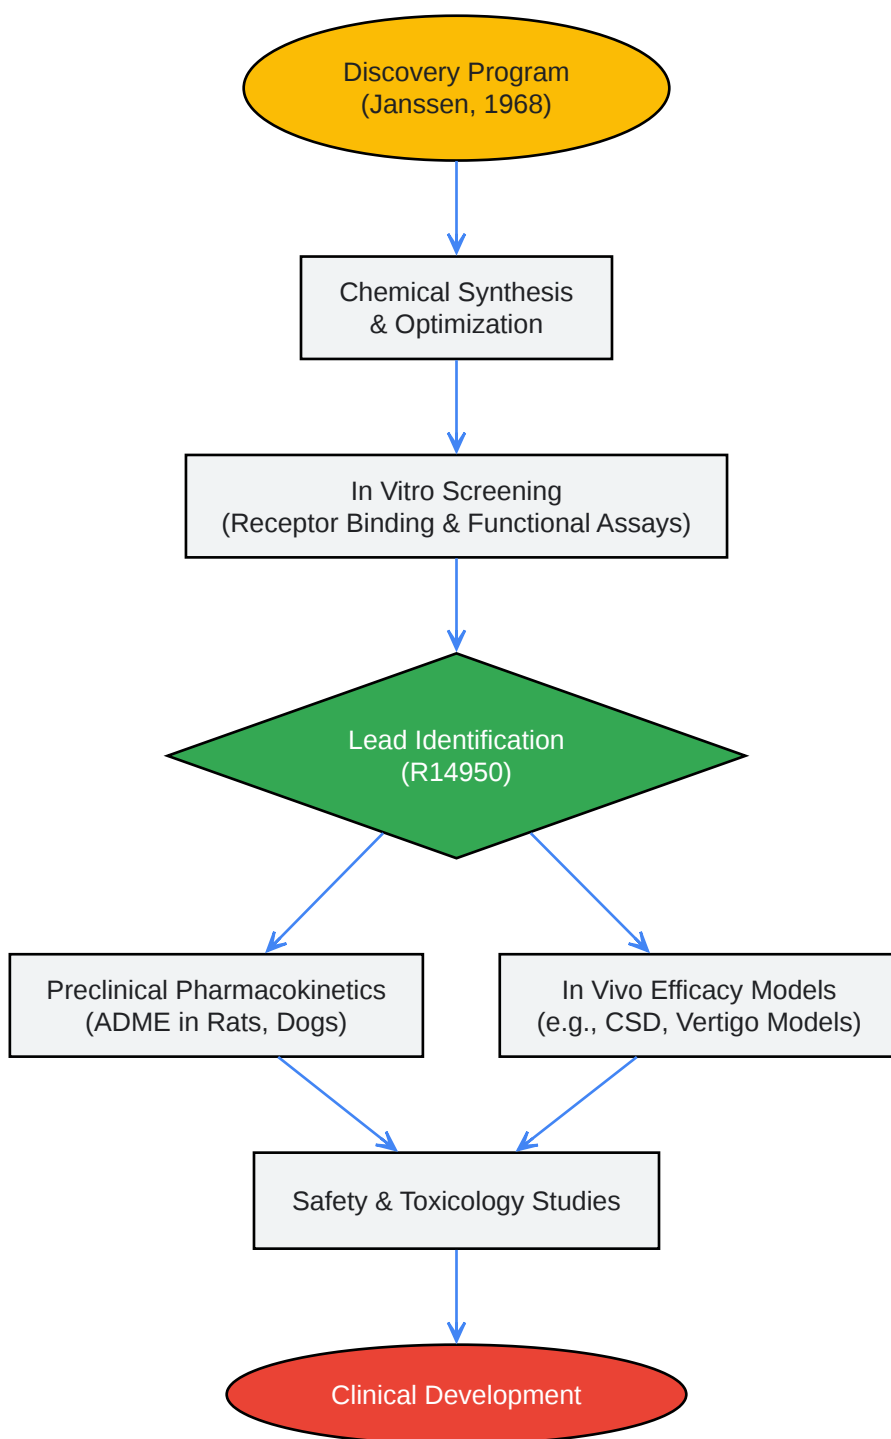 Discovery Program
(Janssen, 1968)
Chemical Synthesis
& Optimization
In Vitro Screening
(Receptor Binding & Functional Assays)
Lead Identification
(R14950)
Preclinical Pharmacokinetics
(ADME in Rats, Dogs)
In Vivo Efficacy Models
(e.g., CSD, Vertigo Models)
Safety & Toxicology Studies
Clinical Development